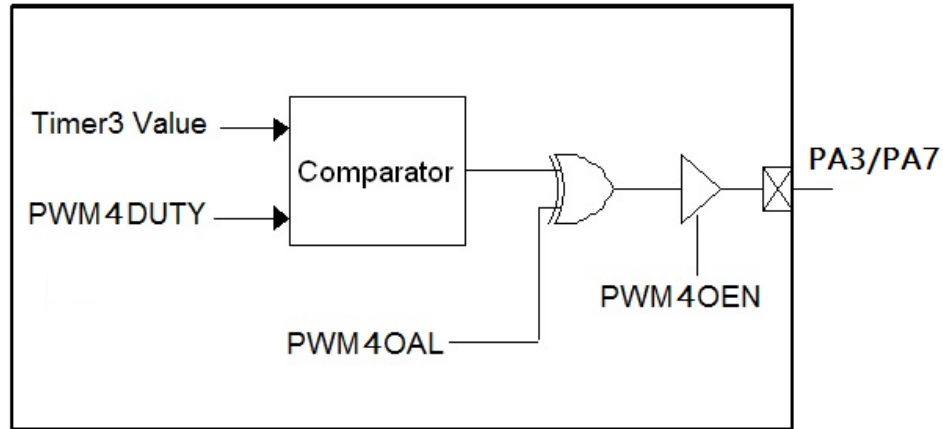 Timer3 Value
PA3/PA7
Comparator
PWM4DUTY
PWM4OEN
PWM4OAL